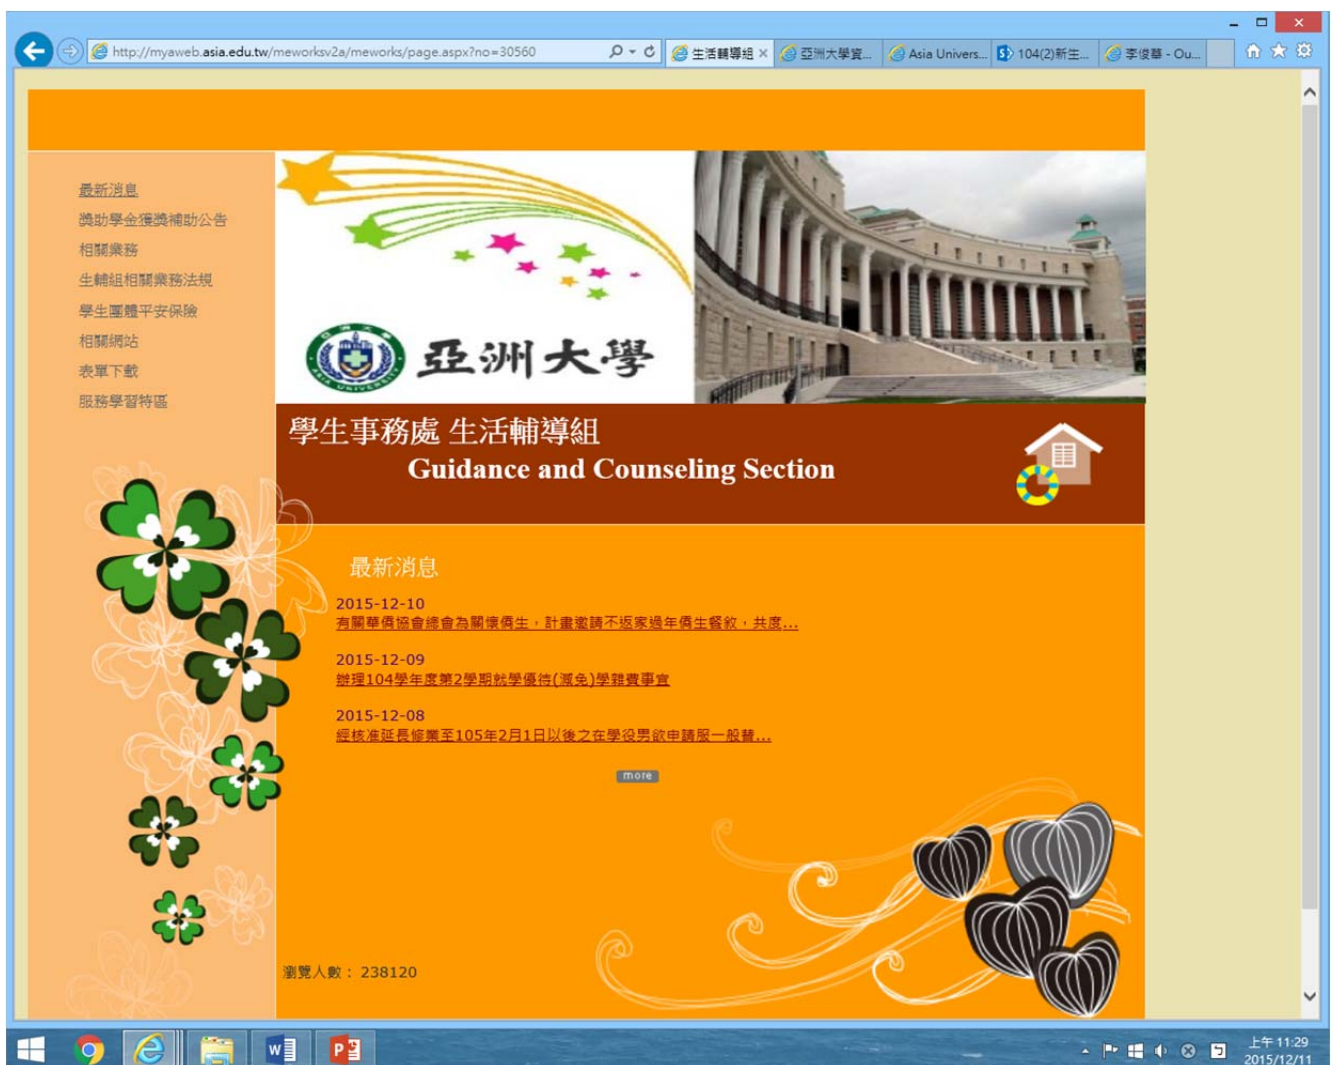 http://myaweb.asia.edu.tw/meworksv2a/meworks/page.aspx?no=30560
生活輔導組
亞洲大學資...
Asia Univers...
104(2)新生...
李俊華 - Ou...
最新消息
獎助學金獲獎補助公告
相關業務
生輔組相關業務法規
學生團體平安保險
相關網站
表單下載
服務學習特區
亞洲大學
ASIA UNIVERSITY
亞洲大學
學生事務處 生活輔導組
Guidance and Counseling Section
最新消息
2015-12-10
有關華僑協會總會為關懷僑生，計畫邀請不返家過年僑生餐敘，共度...
2015-12-09
辦理104學年度第2學期就學優待(減免)學雜費事宜
2015-12-08
經核准延長修業至105年2月1日以後之在學役男欲申請服一般替...
more
瀏覽人數： 238120
上午 11:29
2015/12/11